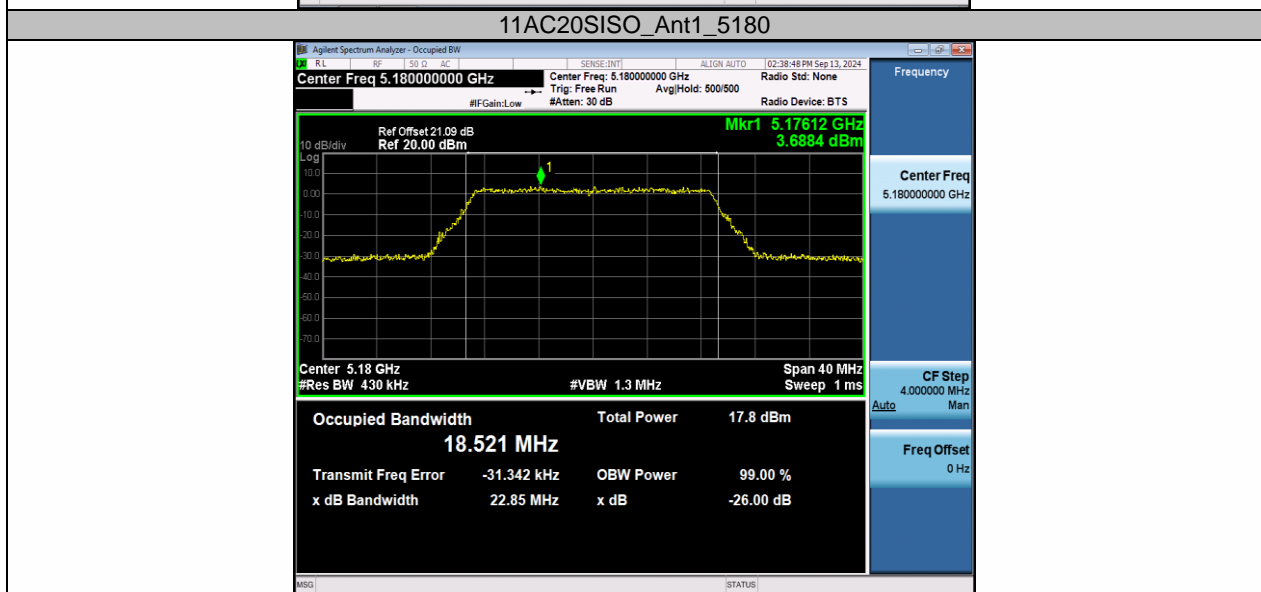 11AC20SISO_Ant1_5180
Agilent Spectrum Analyzer - Occupied BW
RL RF 50 Ω AC SENSE:INT ALIGN AUTO 02:38:48 PM Sep 13, 2024
Center Freq 5.180000000 GHz Center Freq: 5.180000000 GHz Radio Std: None
Trig: Free Run Avg|Hold: 500/500
#IFGain:Low #Atten: 30 dB Radio Device: BTS
Frequency
Mkr1 5.17612 GHz
3.6884 dBm
Ref Offset 21.09 dB
10 dB/div Ref 20.00 dBm
Log
10.0
0.00
-10.0
-20.0
-30.0
-40.0
-50.0
-60.0
-70.0
1
Center 5.18 GHz Span 40 MHz
#Res BW 430 kHz #VBW 1.3 MHz Sweep 1 ms
Center Freq
5.180000000 GHz
CF Step
4.000000 MHz
Auto Man
Freq Offset
0 Hz
Occupied Bandwidth Total Power 17.8 dBm
18.521 MHz
Transmit Freq Error -31.342 kHz OBW Power 99.00 %
x dB Bandwidth 22.85 MHz x dB -26.00 dB
MSG STATUS